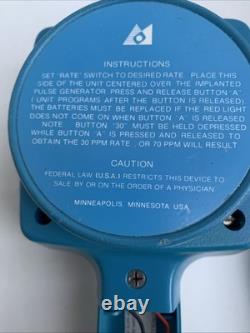 INSTRUCTIONS
SET 'RATE' SWITCH TO DESIRED RATE. PLACE THIS
SIDE OF THE UNIT CENTERED OVER THE IMPLANTED
PULSE GENERATOR. PRESS AND RELEASE BUTTON 'A'.
(UNIT PROGRAMS AFTER THE BUTTON IS RELEASED).
THE BATTERIES MUST BE REPLACED IF THE RED LIGHT
DOES NOT COME ON WHEN BUTTON 'A' IS RELEASED
NOTE: BUTTON '30' MUST BE HELD DEPRESSED
WHILE BUTTON 'A' IS PRESSED AND RELEASED TO
OBTAIN THE 30 PPM RATE, OR 70 PPM WILL RESULT
CAUTION
FEDERAL LAW (U.S.A.) RESTRICTS THIS DEVICE TO
SALE BY OR ON THE ORDER OF A PHYSICIAN.
MINNEAPOLIS, MINNESOTA USA